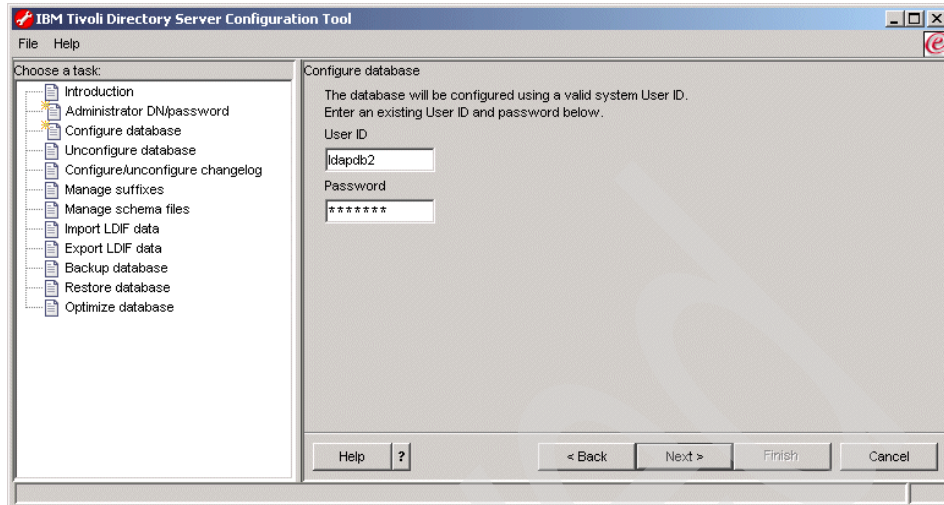 IBM Tivoli Directory Server Configuration Tool
File Help
Choose a task:
Introduction
Administrator DN/password
Configure database
Unconfigure database
Configure/unconfigure changelog
Manage suffixes
Manage schema files
Import LDIF data
Export LDIF data
Backup database
Restore database
Optimize database
Configure database
The database will be configured using a valid system User ID.
Enter an existing User ID and password below.
User ID
ldapdb2
Password
*******
Help ? < Back Next > Finish Cancel